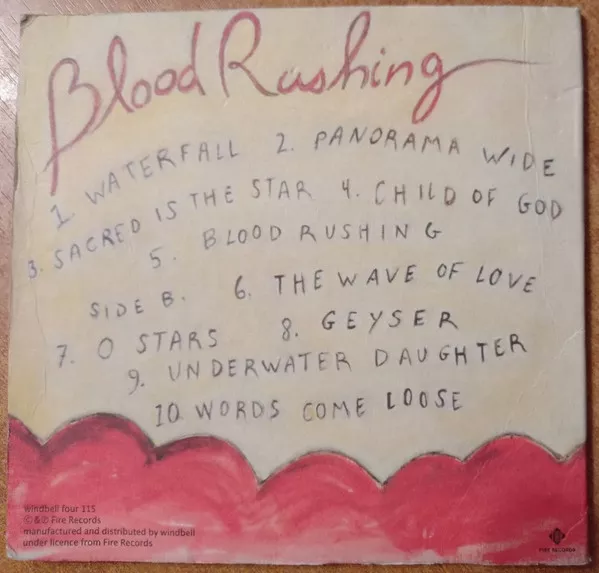 Blood Rushing
1 WATERFALL 2. PANORAMA WIDE
3. SACRED IS THE STAR 4. CHILD OF GOD
5. BLOOD RUSHING
SIDE B. 6. THE WAVE OF LOVE
7. O STARS 8. GEYSER
9. UNDERWATER DAUGHTER
10 WORDS COME LOOSE
windbell four 115
© & ℗ Fire Records
manufactured and distributed by windbell
under licence from Fire Records
FIRE RECORDS